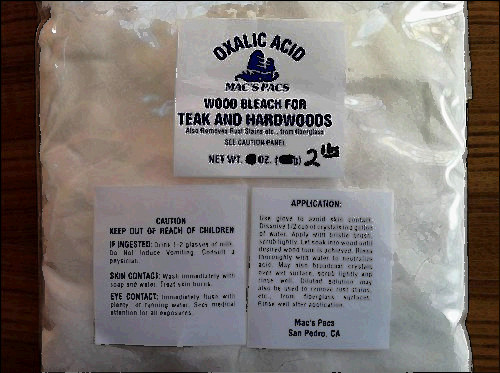 OXALIC ACID
MAC'S PACS
WOOD BLEACH FOR
TEAK AND HARDWOODS
Also Removes Rust Stains etc., from fiberglass
SEE CAUTION PANEL
NET WT. OZ. ( ) 2 lbs
CAUTION
KEEP OUT OF REACH OF CHILDREN
IF INGESTED: Drink 1-2 glasses of milk.
Do Not Induce Vomiting. Consult a
physician.
SKIN CONTACT: Wash immediately with
soap and water. Treat skin burns.
EYE CONTACT: Immediately flush with
plenty of running water. Seek medical
attention for all exposures.
APPLICATION:
Use glove to avoid skin contact.
Dissolve 1/2 cup of crystals in a gallon
of water. Apply with bristle brush,
scrub lightly. Let soak into wood until
desired wood tone is achieved. Rinse
thoroughly with water to neutralize
acid. May also broadcast crystals
over wet surface, scrub lightly and
rinse well. Diluted solution may
also be used to remove rust stains,
etc., from fiberglass surfaces.
Rinse well after application.
Mac's Pacs
San Pedro, CA